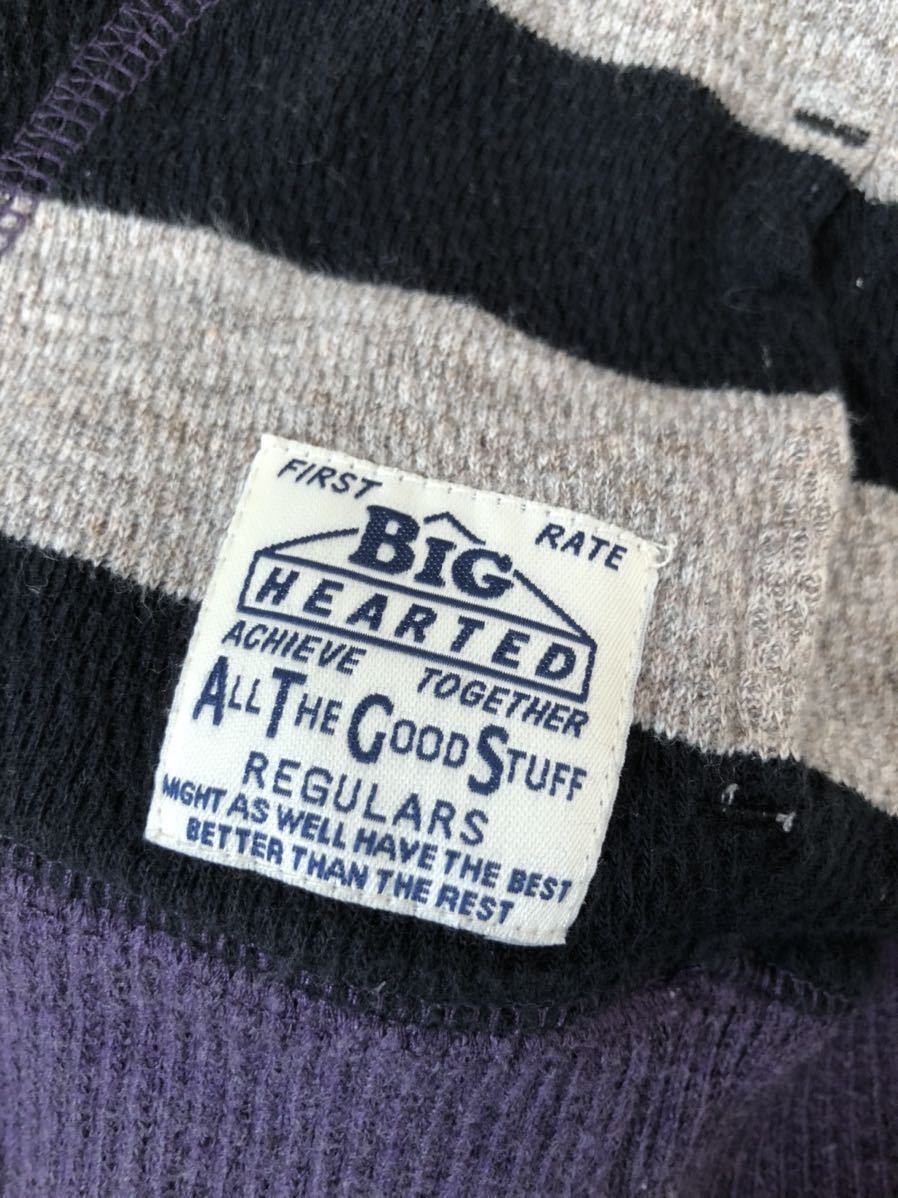 FIRST RATE
BIG
HEARTED
ACHIEVE TOGETHER
ALL THE GOOD STUFF
REGULARS
MIGHT AS WELL HAVE THE BEST
BETTER THAN THE REST